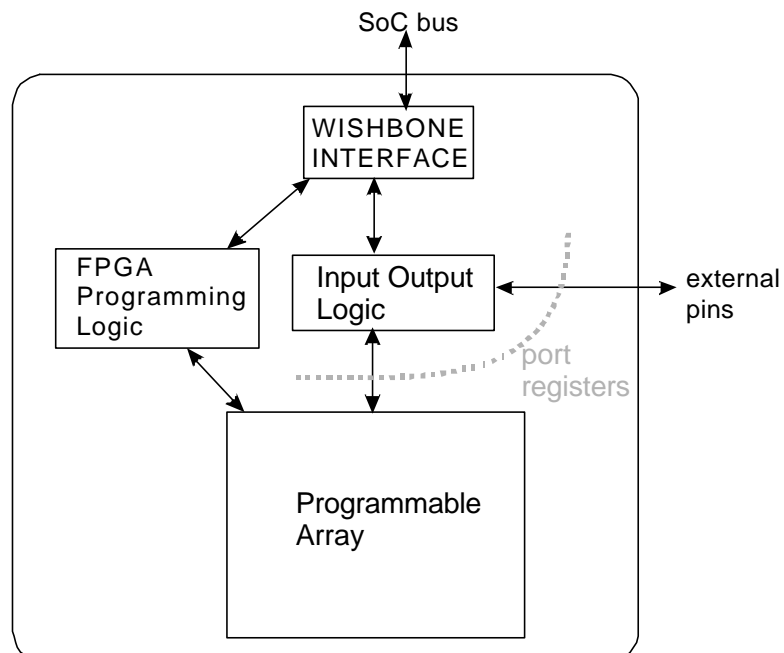 SoC bus
WISHBONE
INTERFACE
FPGA
Programming
Logic
Input Output
Logic
external
pins
port
registers
Programmable
Array